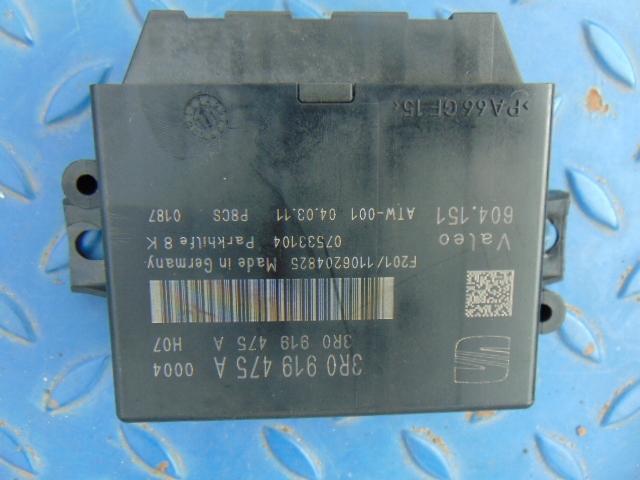 3R0 919 475 A 0004
3R0 919 475 A H07
F201/1106204825 Made in Germany
Valeo 07533104 Parkhilfe 8 K
604.151 ATW-001 04.03.11 P8CS 0187
>PA66GF15<